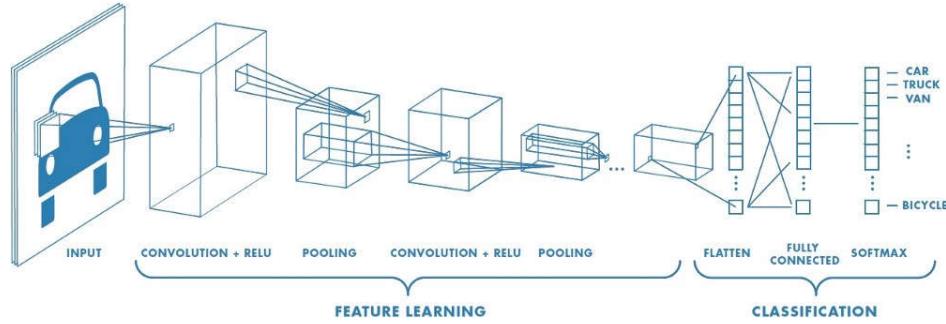 CAR
TRUCK
VAN
BICYCLE
INPUT
CONVOLUTION + RELU
POOLING
CONVOLUTION + RELU
POOLING
FLATTEN
FULLY
CONNECTED
SOFTMAX
FEATURE LEARNING
CLASSIFICATION